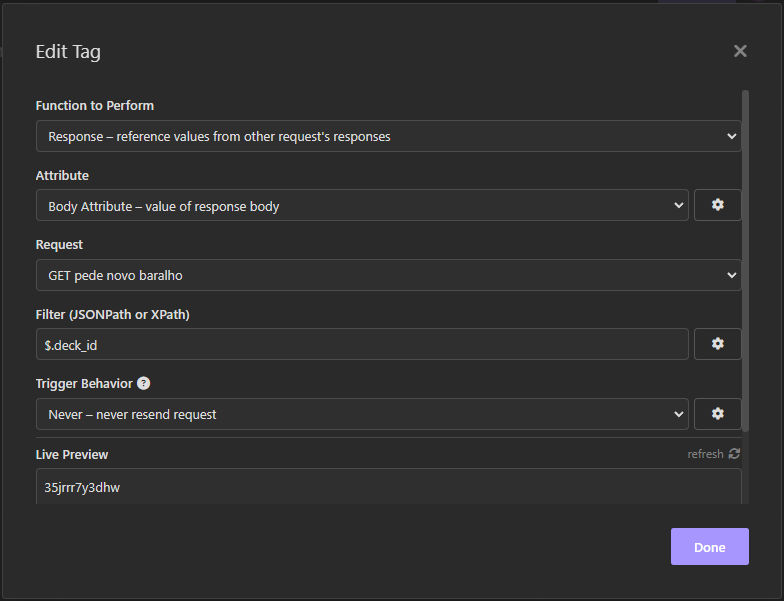 Edit Tag
Function to Perform
Response – reference values from other request's responses
Attribute
Body Attribute – value of response body
Request
GET pede novo baralho
Filter (JSONPath or XPath)
$.deck_id
Trigger Behavior ?
Never – never resend request
Live Preview
refresh
35jrrr7y3dhw
Done